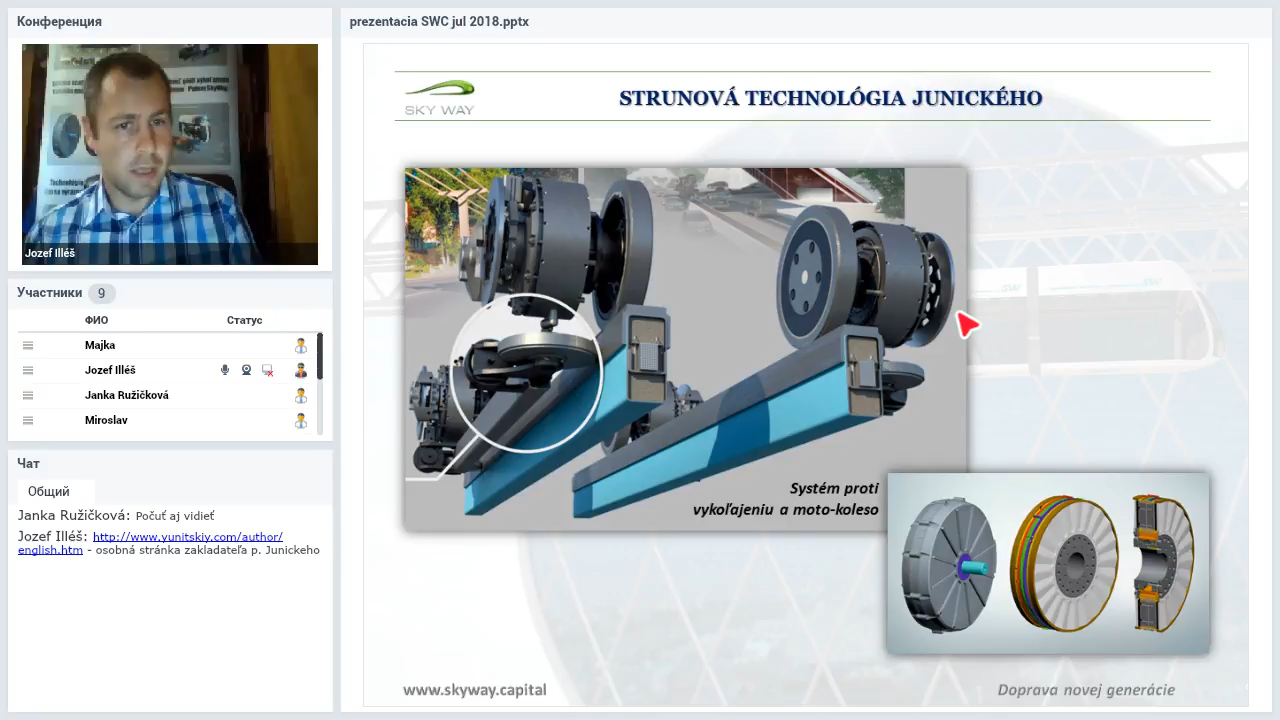 Конференция
Jozef Illéš
Участники 9
ФИО Статус
Majka
Jozef Illéš
Janka Ružičková
Miroslav
Чат
Общий
Janka Ružičková: Počuť aj vidieť
Jozef Illéš: http://www.yunitskiy.com/author/
english.htm - osobná stránka zakladateľa p. Junickeho
prezentacia SWC jul 2018.pptx
SKY WAY
STRUNOVÁ TECHNOLÓGIA JUNICKÉHO
Systém proti
vykoľajeniu a moto-koleso
www.skyway.capital
Doprava novej generácie